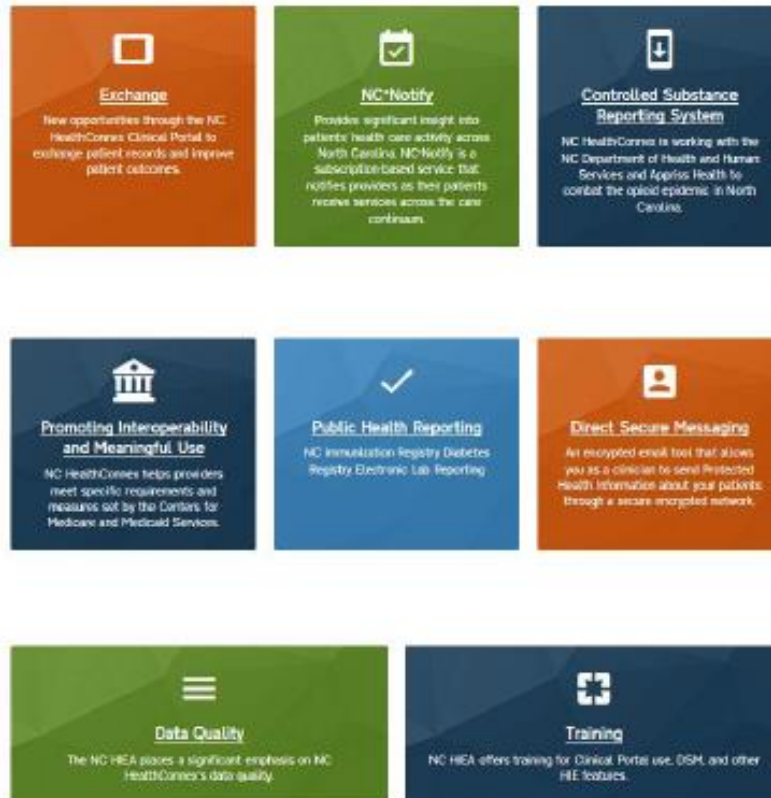 Exchange
New opportunities through the NC
HealthConnex Clinical Portal to
exchange patient records and improve
patient outcomes.
NC*Notify
Provides significant insight into
patients' health care activity across
North Carolina. NC*Notify is a
subscription-based service that
notifies providers as their patients
receive services across the care
continuum.
Controlled Substance
Reporting System
NC HealthConnex is working with the
NC Department of Health and Human
Services and Appriss Health to
combat the opioid epidemic in North
Carolina.
Promoting Interoperability
and Meaningful Use
NC HealthConnex helps providers
meet specific requirements and
measures set by the Centers for
Medicare and Medicaid Services.
Public Health Reporting
NC Immunization Registry Diabetes
Registry Electronic Lab Reporting
Direct Secure Messaging
An encrypted email tool that allows
you as a clinician to send Protected
Health Information about your patients
through a secure encrypted network.
Data Quality
The NC HIEA places a significant emphasis on NC
HealthConnex's data quality.
Training
NC HIEA offers training for Clinical Portal use, DSM, and other
HIE features.